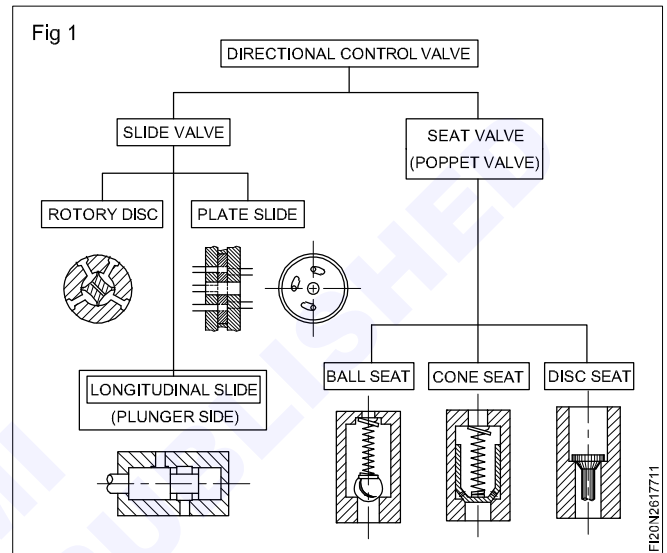 Fig 1
DIRECTIONAL CONTROL VALVE
SLIDE VALVE
SEAT VALVE
(POPPET VALVE)
ROTORY DISC
PLATE SLIDE
LONGITUDINAL SLIDE
(PLUNGER SIDE)
BALL SEAT
CONE SEAT
DISC SEAT
FI20N2617711